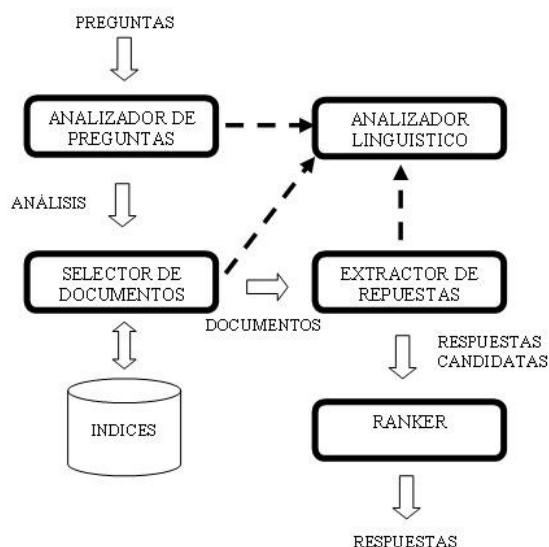 PREGUNTAS
ANALIZADOR DE
PREGUNTAS
ANALIZADOR
LINGUISTICO
ANÁLISIS
SELECTOR DE
DOCUMENTOS
EXTRACTOR DE
REPUESTAS
DOCUMENTOS
RESPUESTAS
CANDIDATAS
INDICES
RANKER
RESPUESTAS